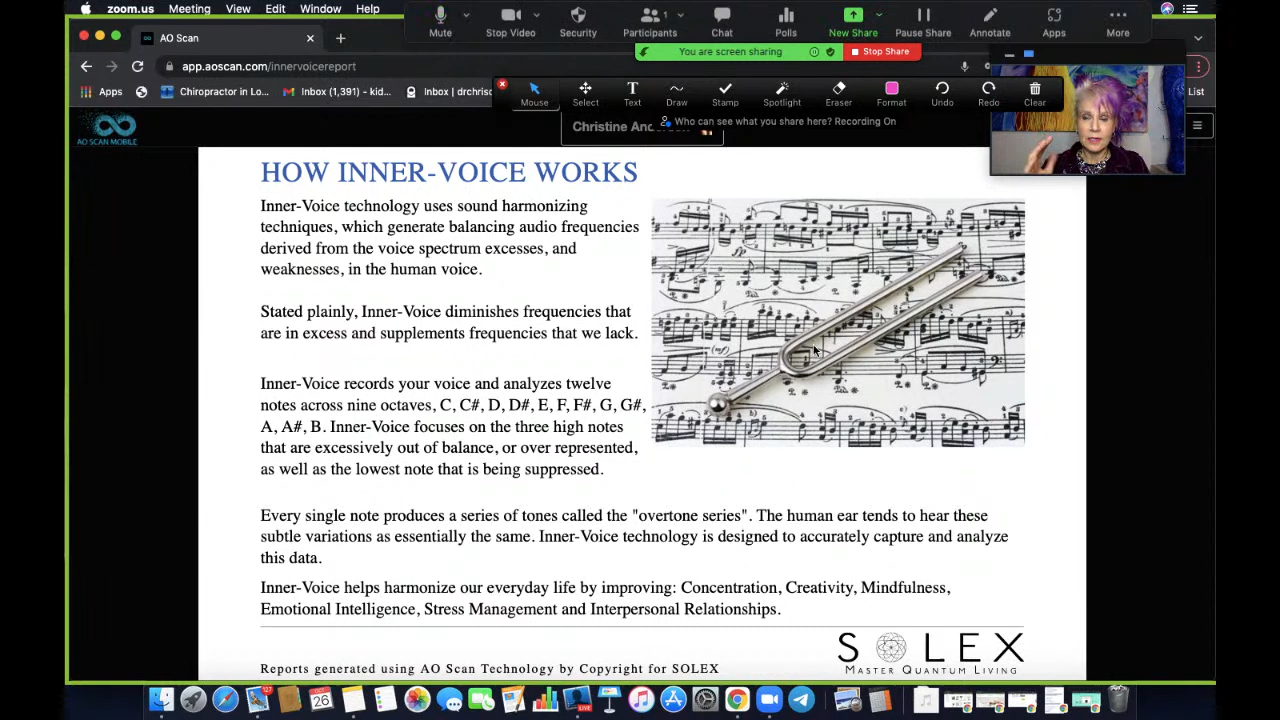 zoom.us Meeting View Edit Window Help
Mute Stop Video Security Participants 1 Chat Polls New Share Pause Share Annotate Apps More
AO Scan
You are screen sharing Stop Share
app.aoscan.com/innervoicereport
Apps Chiropractor in Lo... Inbox (1,391) - kid... Inbox | drchris List
Mouse Select Text Draw Stamp Spotlight Eraser Format Undo Redo Clear
Who can see what you share here? Recording On
Christine
AO SCAN MOBILE
HOW INNER-VOICE WORKS
Inner-Voice technology uses sound harmonizing
techniques, which generate balancing audio frequencies
derived from the voice spectrum excesses, and
weaknesses, in the human voice.
Stated plainly, Inner-Voice diminishes frequencies that
are in excess and supplements frequencies that we lack.
Inner-Voice records your voice and analyzes twelve
notes across nine octaves, C, C#, D, D#, E, F, F#, G, G#,
A, A#, B. Inner-Voice focuses on the three high notes
that are excessively out of balance, or over represented,
as well as the lowest note that is being suppressed.
Every single note produces a series of tones called the "overtone series". The human ear tends to hear these
subtle variations as essentially the same. Inner-Voice technology is designed to accurately capture and analyze
this data.
Inner-Voice helps harmonize our everyday life by improving: Concentration, Creativity, Mindfulness,
Emotional Intelligence, Stress Management and Interpersonal Relationships.
SOLEX
MASTER QUANTUM LIVING
Reports generated using AO Scan Technology by Copyright for SOLEX
OCT
26
LIVE